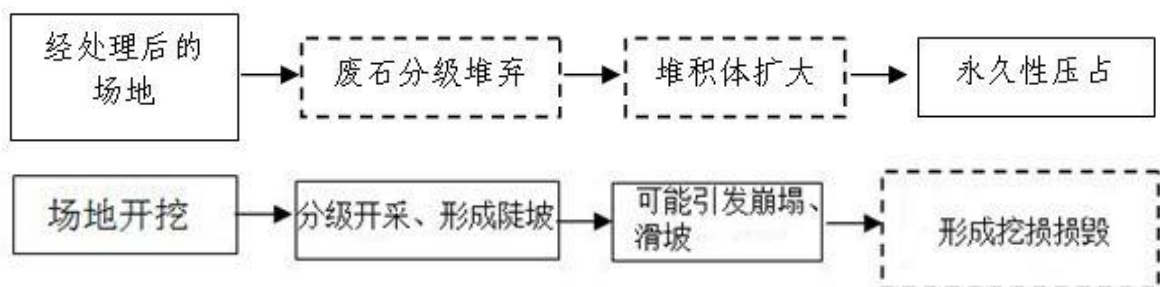 经处理后的
场地
废石分级堆弃
堆积体扩大
永久性压占
场地开挖
分级开采、形成陡坡
可能引发崩塌、
滑坡
形成挖损损毁